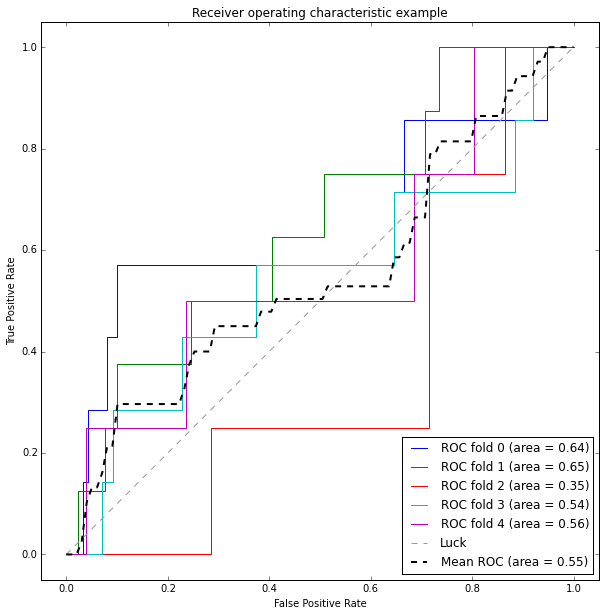 Receiver operating characteristic example
True Positive Rate
1.0
0.8
0.6
0.4
0.2
0.0
ROC fold 0 (area = 0.64)
ROC fold 1 (area = 0.65)
ROC fold 2 (area = 0.35)
ROC fold 3 (area = 0.54)
ROC fold 4 (area = 0.56)
Luck
Mean ROC (area = 0.55)
0.0 0.2 0.4 0.6 0.8 1.0
False Positive Rate